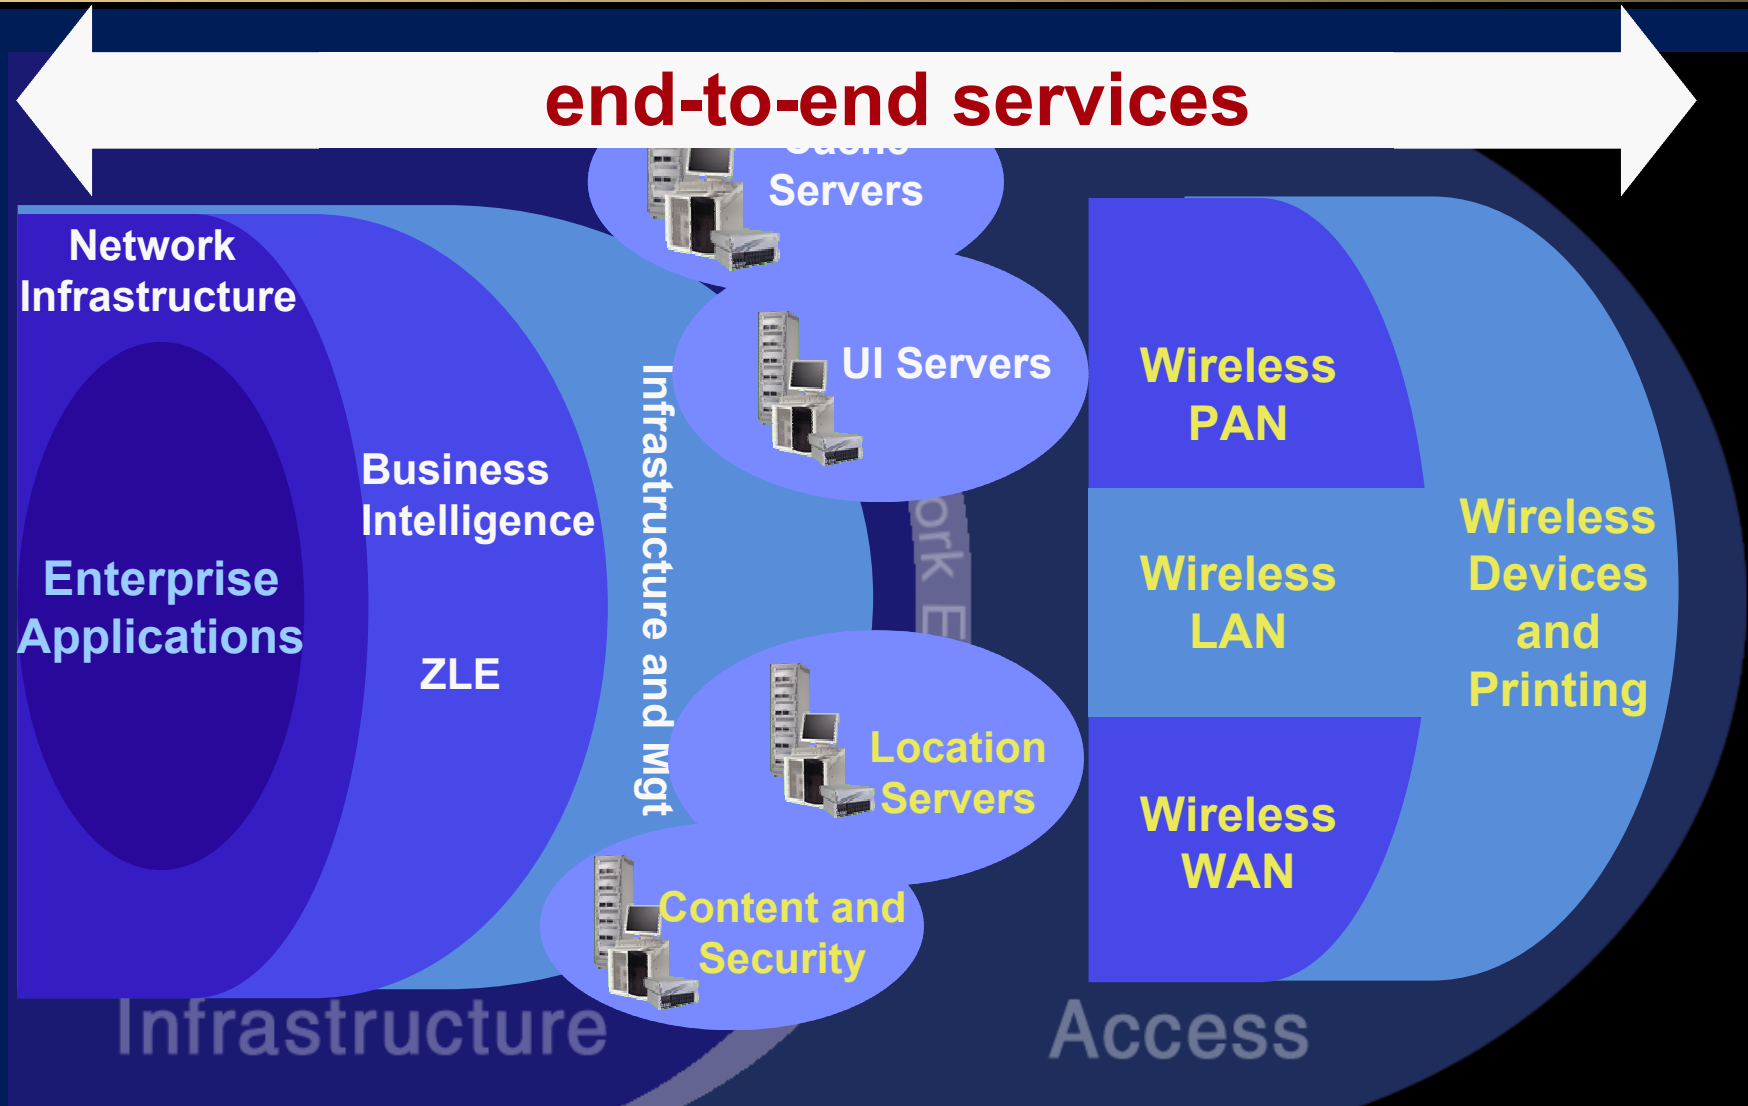 end-to-end services
Cache
Servers
Network
Infrastructure
UI Servers
Infrastructure and Mgt
Business
Intelligence
Enterprise
Applications
ZLE
Location
Servers
Content and
Security
Wireless
PAN
Wireless
LAN
Wireless
WAN
Wireless
Devices
and
Printing
Infrastructure
Access